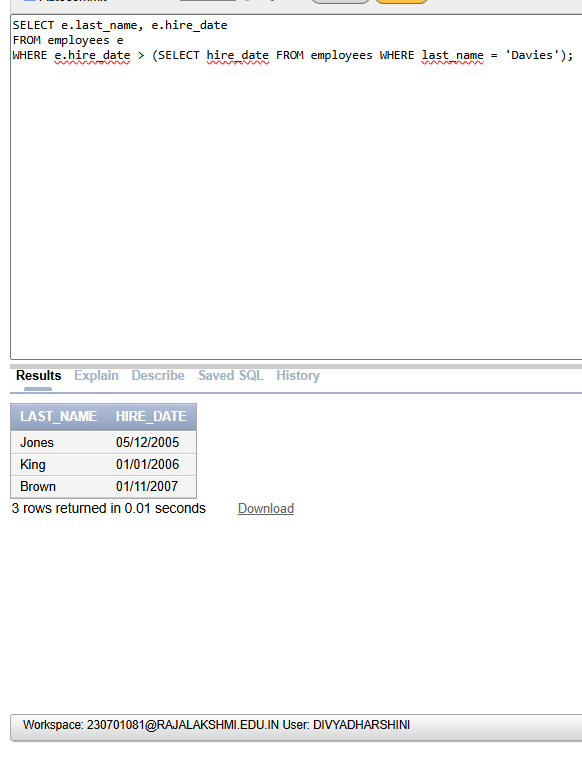 SELECT e.last_name, e.hire_date
FROM employees e
WHERE e.hire_date > (SELECT hire_date FROM employees WHERE last_name = 'Davies');
Results Explain Describe Saved SQL History
LAST_NAME HIRE_DATE
Jones 05/12/2005
King 01/01/2006
Brown 01/11/2007
3 rows returned in 0.01 seconds Download
Workspace: 230701081@RAJALAKSHMI.EDU.IN User: DIVYADHARSHINI